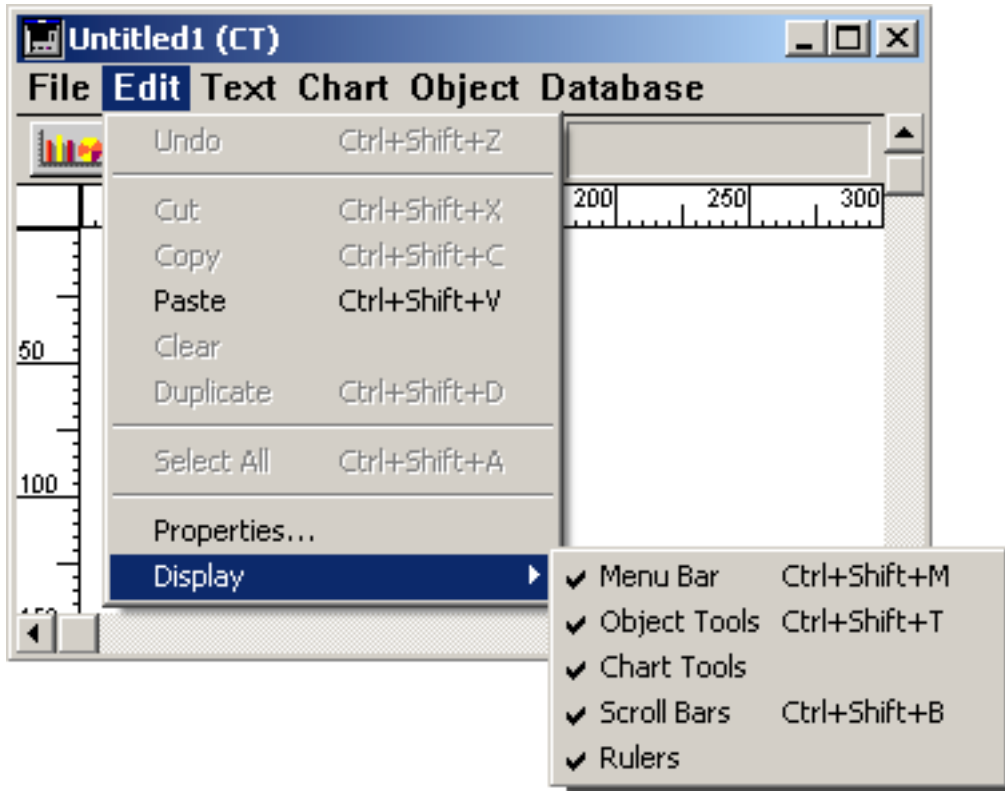 Untitled1 (CT)
File Edit Text Chart Object Database
Undo Ctrl+Shift+Z
200 250 300
Cut Ctrl+Shift+X
Copy Ctrl+Shift+C
Paste Ctrl+Shift+V
50
Clear
Duplicate Ctrl+Shift+D
Select All Ctrl+Shift+A
100
Properties...
Display
Menu Bar Ctrl+Shift+M
Object Tools Ctrl+Shift+T
Chart Tools
Scroll Bars Ctrl+Shift+B
Rulers